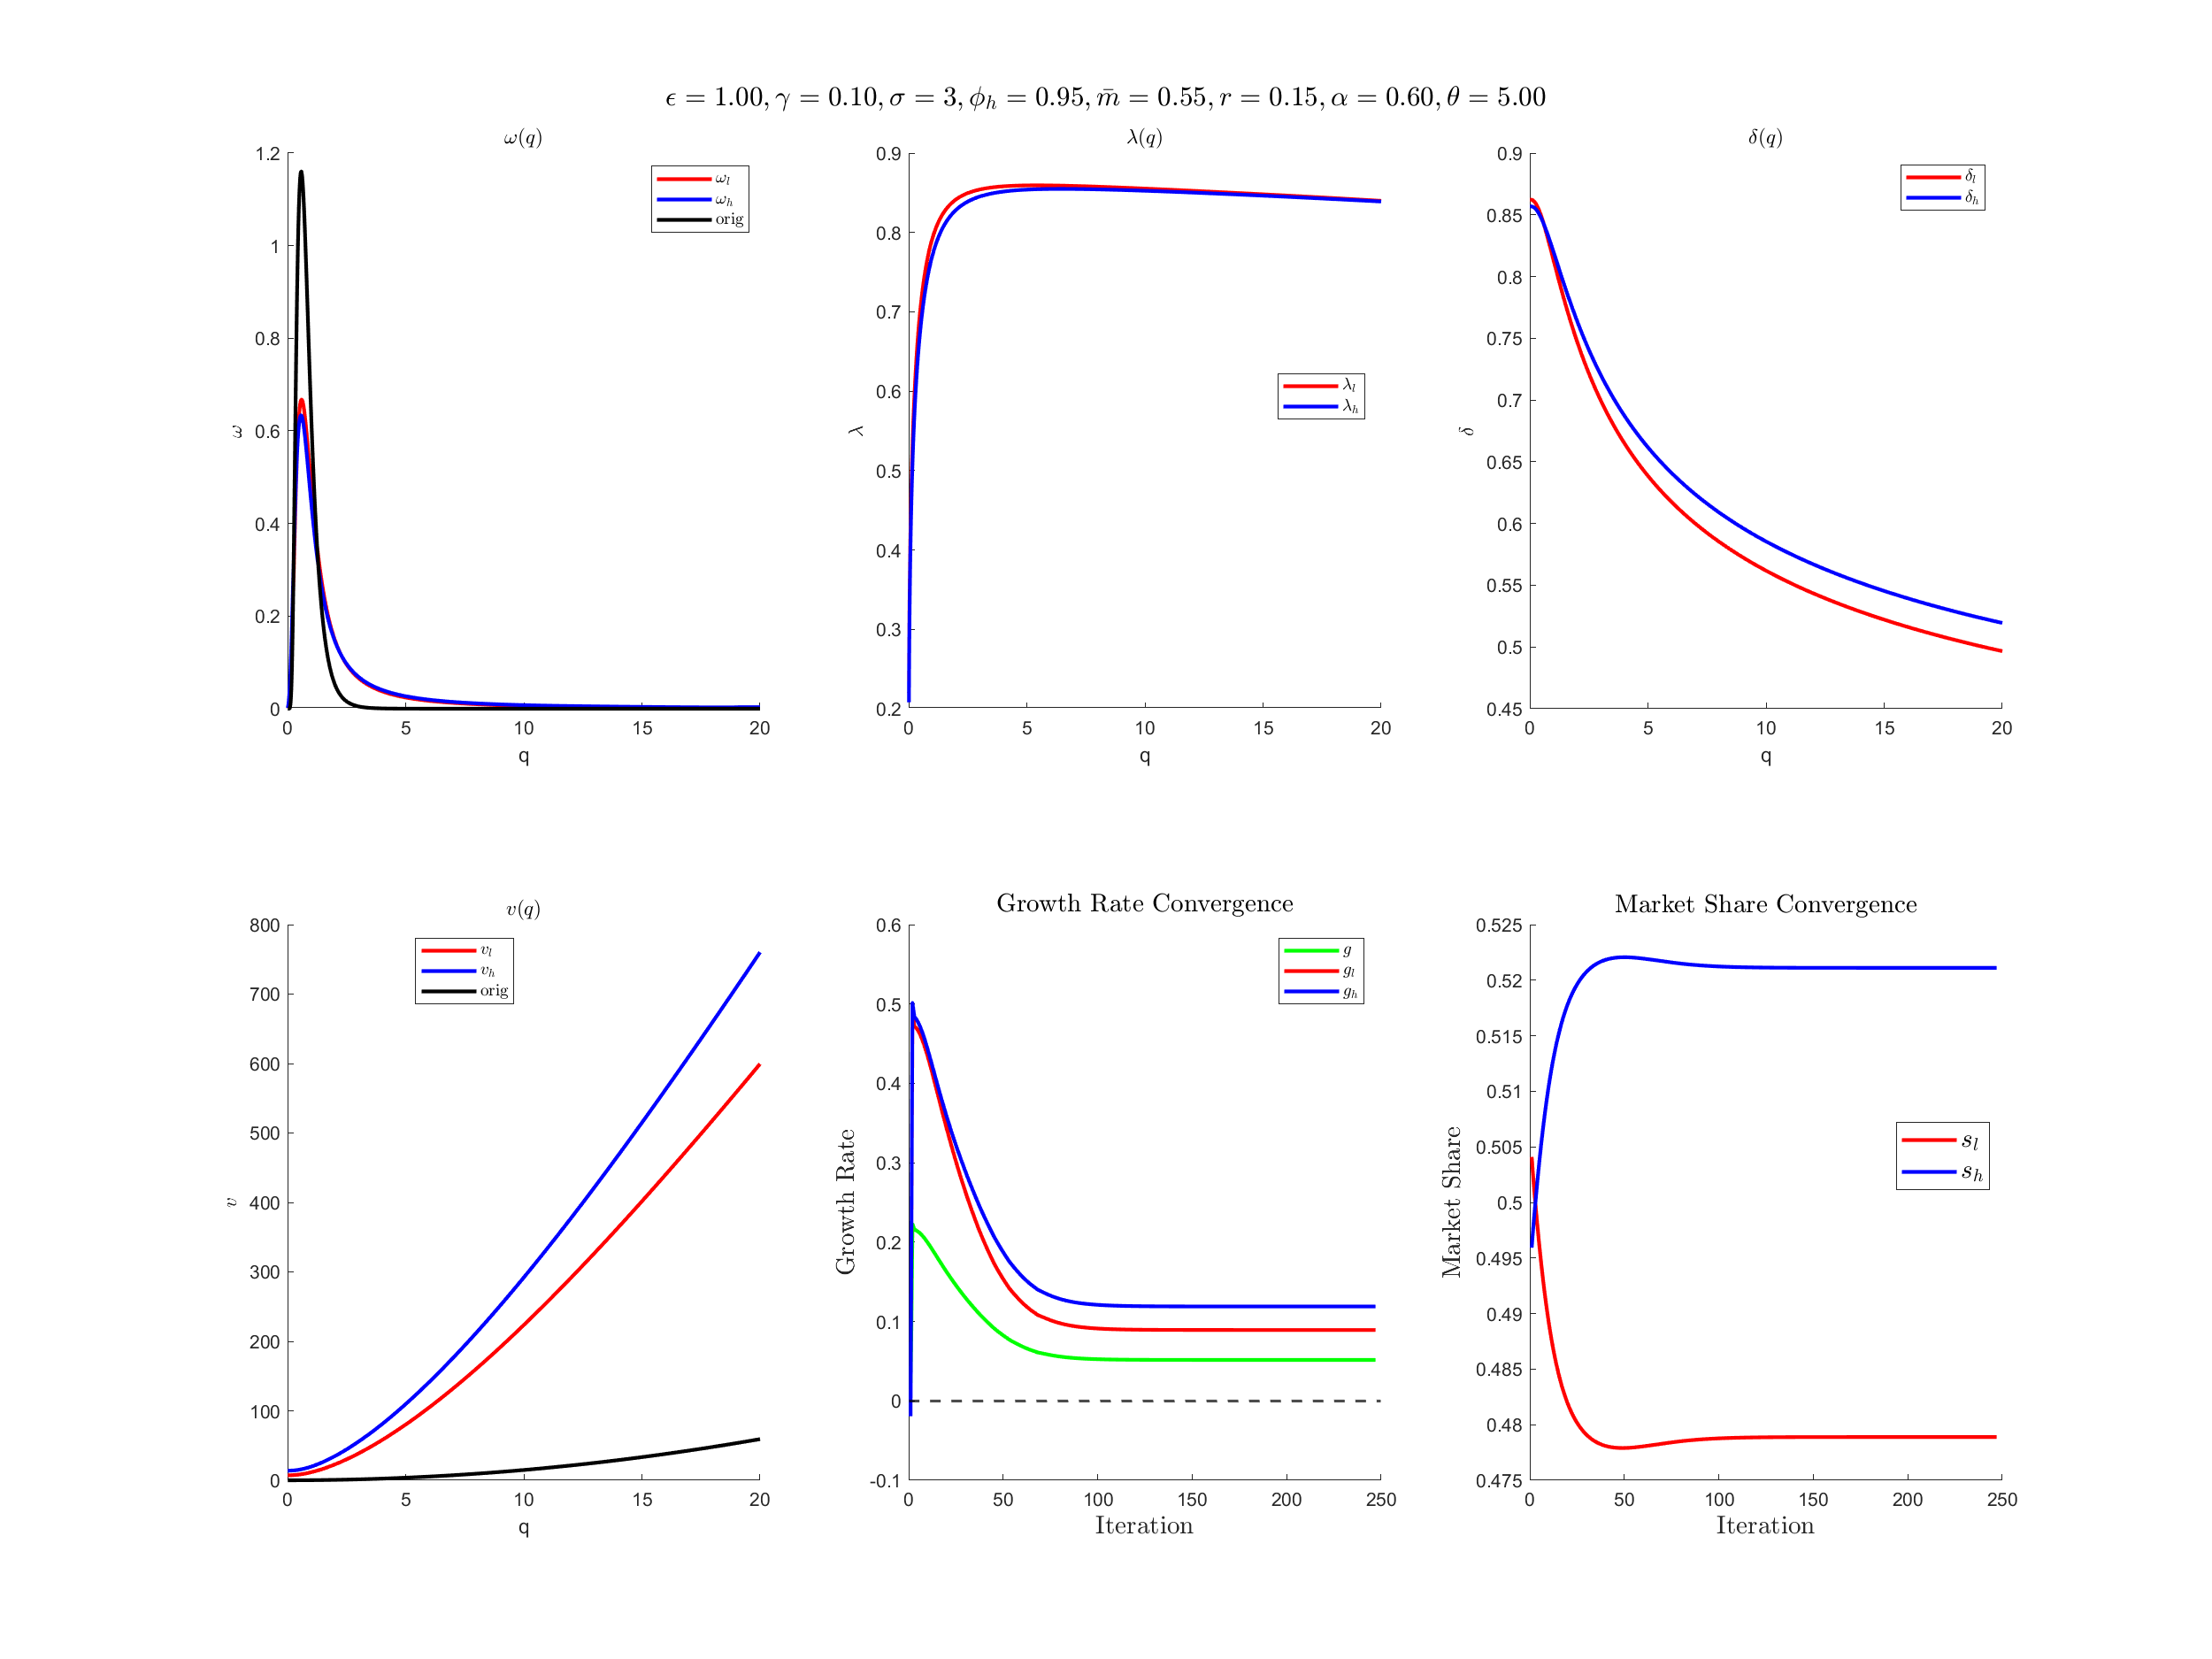 ϵ = 1.00, γ = 0.10, σ = 3, ϕ_h = 0.95, m̄ = 0.55, r = 0.15, α = 0.60, θ = 5.00
ω(q)
1.2
1
0.8
0.6
0.4
0.2
0
ω
0 5 10 15 20
q
ω_l
ω_h
orig
λ(q)
0.9
0.8
0.7
0.6
0.5
0.4
0.3
0.2
λ
0 5 10 15 20
q
λ_l
λ_h
δ(q)
0.9
0.85
0.8
0.75
0.7
0.65
0.6
0.55
0.5
0.45
δ
0 5 10 15 20
q
δ_l
δ_h
v(q)
800
700
600
500
400
300
200
100
0
v
0 5 10 15 20
q
v_l
v_h
orig
Growth Rate Convergence
0.6
0.5
0.4
0.3
0.2
0.1
0
-0.1
Growth Rate
0 50 100 150 200 250
Iteration
g
g_l
g_h
Market Share Convergence
0.525
0.52
0.515
0.51
0.505
0.5
0.495
0.49
0.485
0.48
0.475
Market Share
0 50 100 150 200 250
Iteration
s_l
s_h